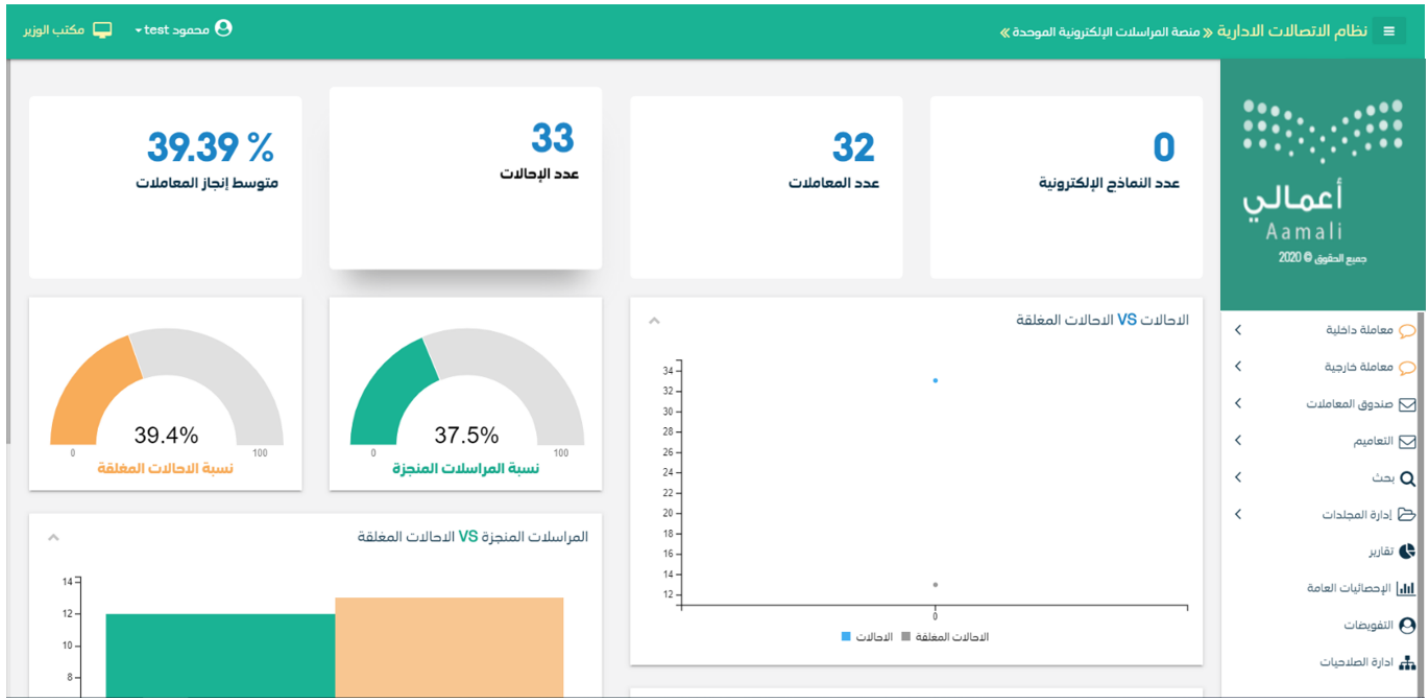 نظام الاتصالات الادارية « منصة المراسلات الإلكترونية الموحدة »
محمود test
مكتب الوزير
أعمالي
Aamali
جميع الحقوق © 2020
معاملة داخلية
معاملة خارجية
صندوق المعاملات
التعاميم
بحث
إدارة المجلدات
تقارير
الإحصائيات العامة
التفويضات
ادارة الصلاحيات
0
عدد النماذج الإلكترونية
32
عدد المعاملات
33
عدد الإحالات
39.39 %
متوسط إنجاز المعاملات
الاحالات VS الاحالات المغلقة
34
32
30
28
26
24
22
20
18
16
14
12
0
الاحالات المغلقة
الاحالات
37.5%
0
100
نسبة المراسلات المنجزة
39.4%
0
100
نسبة الاحالات المغلقة
المراسلات المنجزة VS الاحالات المغلقة
14
12
10
8